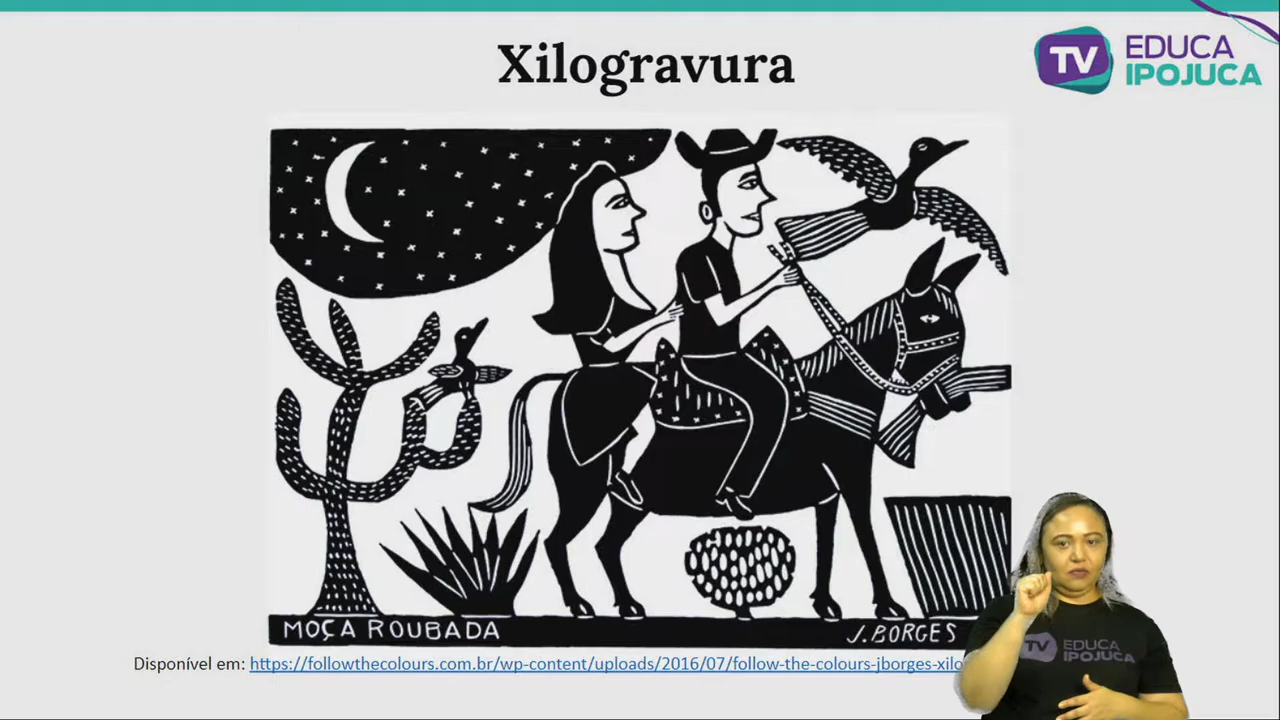 Xilogravura
TV EDUCA
IPOJUCA
MOÇA ROUBADA
J. BORGES
Disponível em: https://followthecolours.com.br/wp-content/uploads/2016/07/follow-the-colours-jborges-xilo
TV EDUCA
IPOJUCA